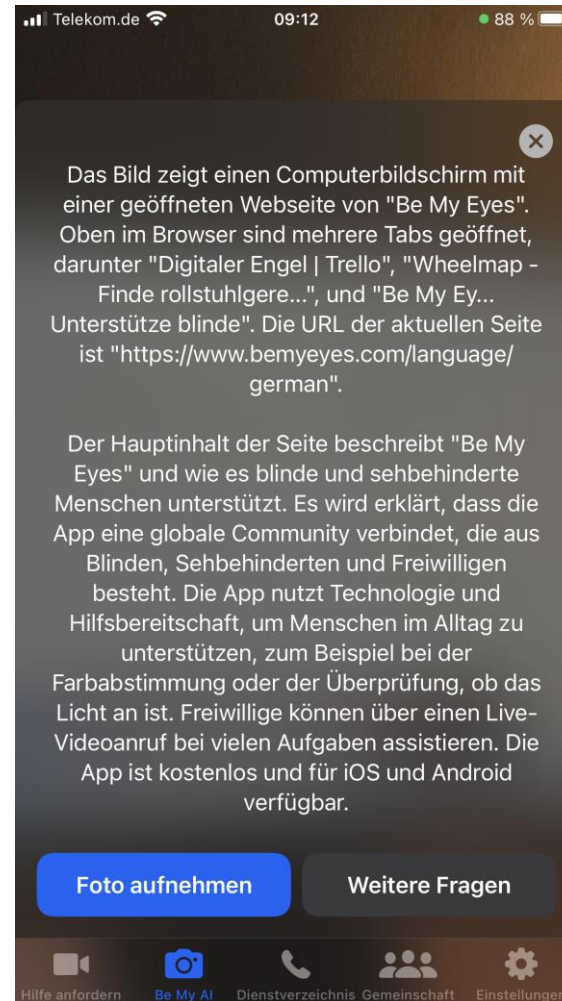 Telekom.de 09:12 88 %
Das Bild zeigt einen Computerbildschirm mit
einer geöffneten Webseite von "Be My Eyes".
Oben im Browser sind mehrere Tabs geöffnet,
darunter "Digitaler Engel | Trello", "Wheelmap -
Finde rollstuhlgere...", und "Be My Ey...
Unterstütze blinde". Die URL der aktuellen Seite
ist "https://www.bemyeyes.com/language/
german".
Der Hauptinhalt der Seite beschreibt "Be My
Eyes" und wie es blinde und sehbehinderte
Menschen unterstützt. Es wird erklärt, dass die
App eine globale Community verbindet, die aus
Blinden, Sehbehinderten und Freiwilligen
besteht. Die App nutzt Technologie und
Hilfsbereitschaft, um Menschen im Alltag zu
unterstützen, zum Beispiel bei der
Farbabstimmung oder der Überprüfung, ob das
Licht an ist. Freiwillige können über einen Live-
Videoanruf bei vielen Aufgaben assistieren. Die
App ist kostenlos und für iOS und Android
verfügbar.
Foto aufnehmen Weitere Fragen
Hilfe anfordern Be My AI Dienstverzeichnis Gemeinschaft Einstellungen